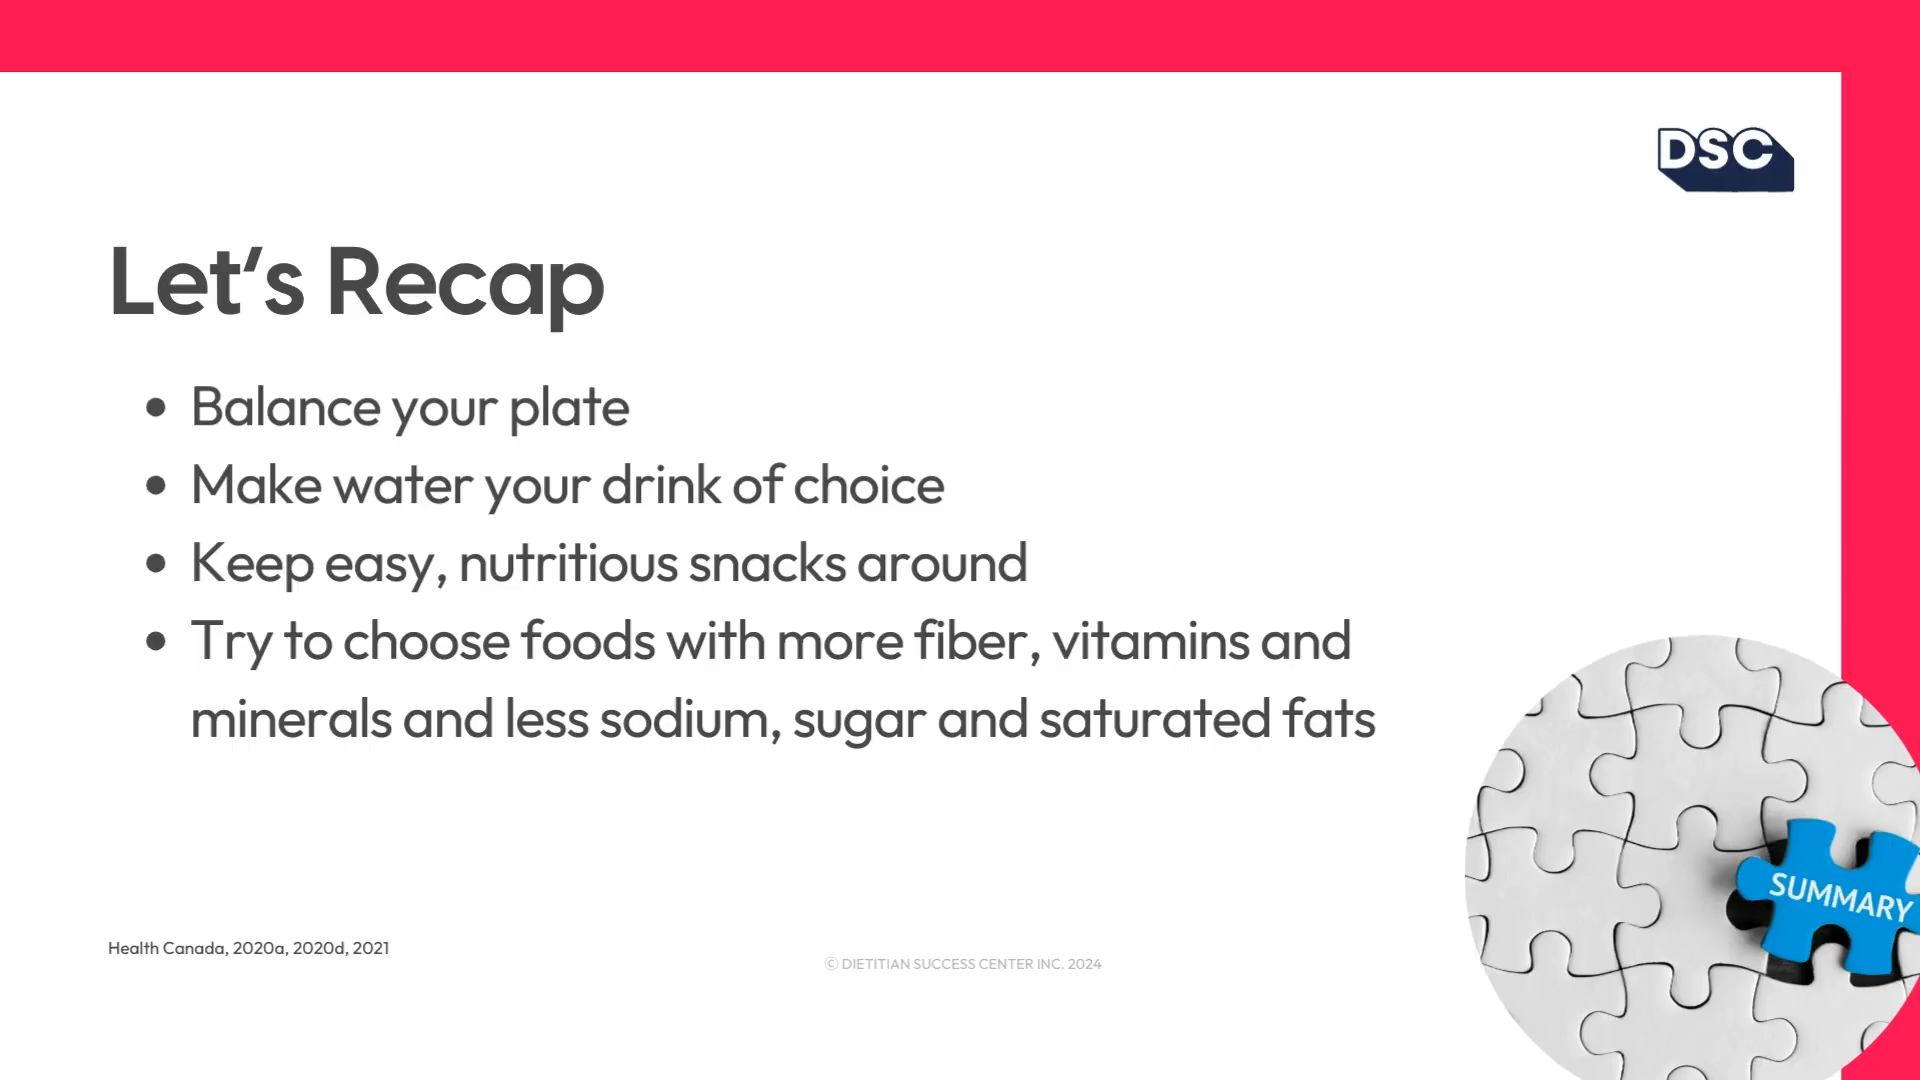 DSC
Let's Recap
• Balance your plate
• Make water your drink of choice
• Keep easy, nutritious snacks around
• Try to choose foods with more fiber, vitamins and
minerals and less sodium, sugar and saturated fats
SUMMARY
Health Canada, 2020a, 2020d, 2021
© DIETITIAN SUCCESS CENTER INC. 2024